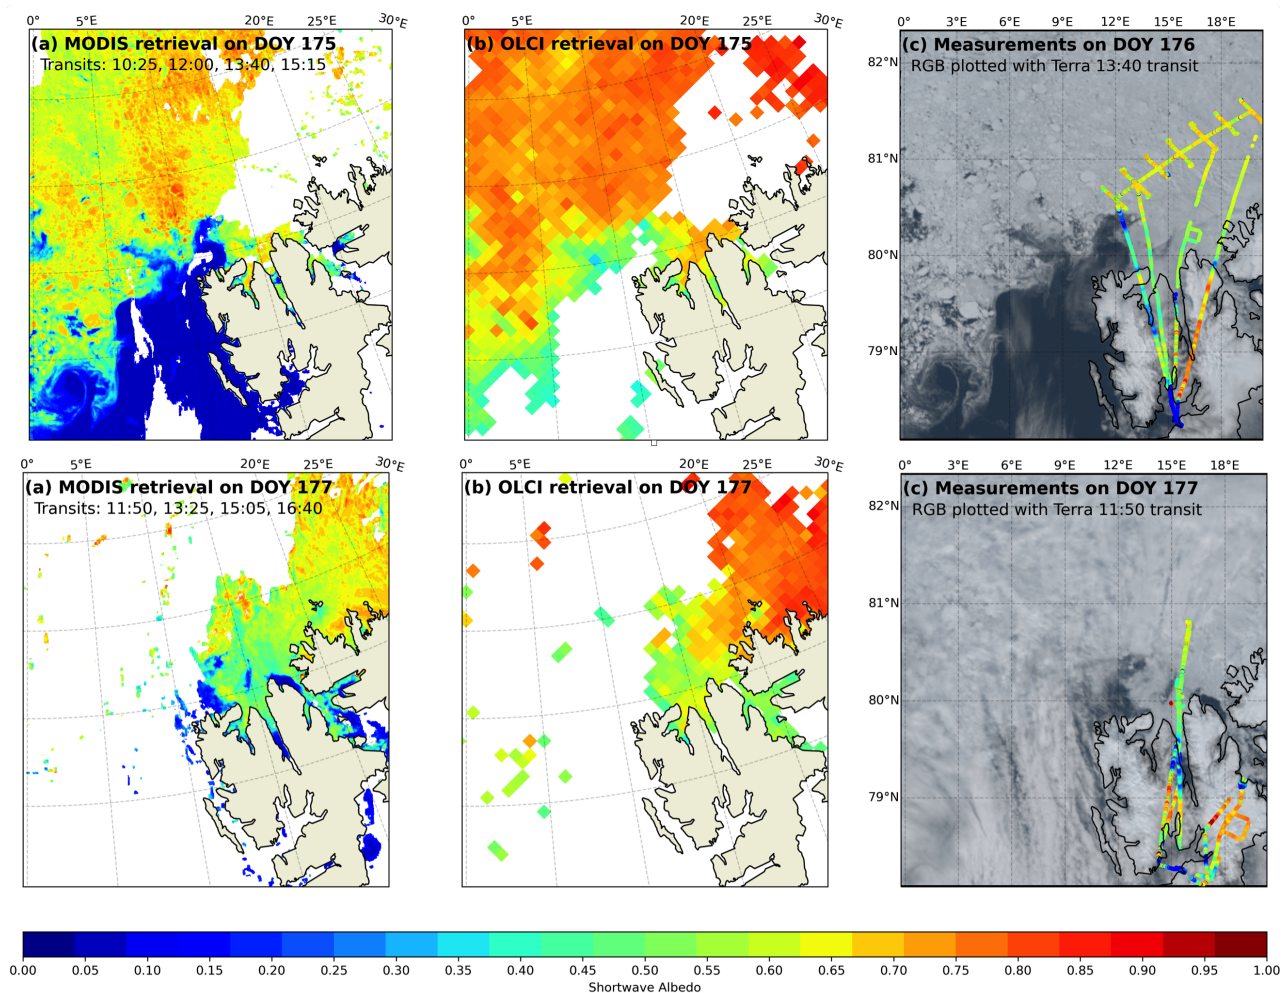 0° 5°E 20°E 25°E 30°E
(a) MODIS retrieval on DOY 175
Transits: 10:25, 12:00, 13:40, 15:15
0° 5°E 20°E 25°E 30°E
(b) OLCI retrieval on DOY 175
0° 3°E 6°E 9°E 12°E 15°E 18°E
(c) Measurements on DOY 176
RGB plotted with Terra 13:40 transit
82°N
81°N
80°N
79°N
0° 5°E 20°E 25°E 30°E
(a) MODIS retrieval on DOY 177
Transits: 11:50, 13:25, 15:05, 16:40
0° 5°E 20°E 25°E 30°E
(b) OLCI retrieval on DOY 177
0° 3°E 6°E 9°E 12°E 15°E 18°E
(c) Measurements on DOY 177
RGB plotted with Terra 11:50 transit
82°N
81°N
80°N
79°N
0.00 0.05 0.10 0.15 0.20 0.25 0.30 0.35 0.40 0.45 0.50 0.55 0.60 0.65 0.70 0.75 0.80 0.85 0.90 0.95 1.00
Shortwave Albedo